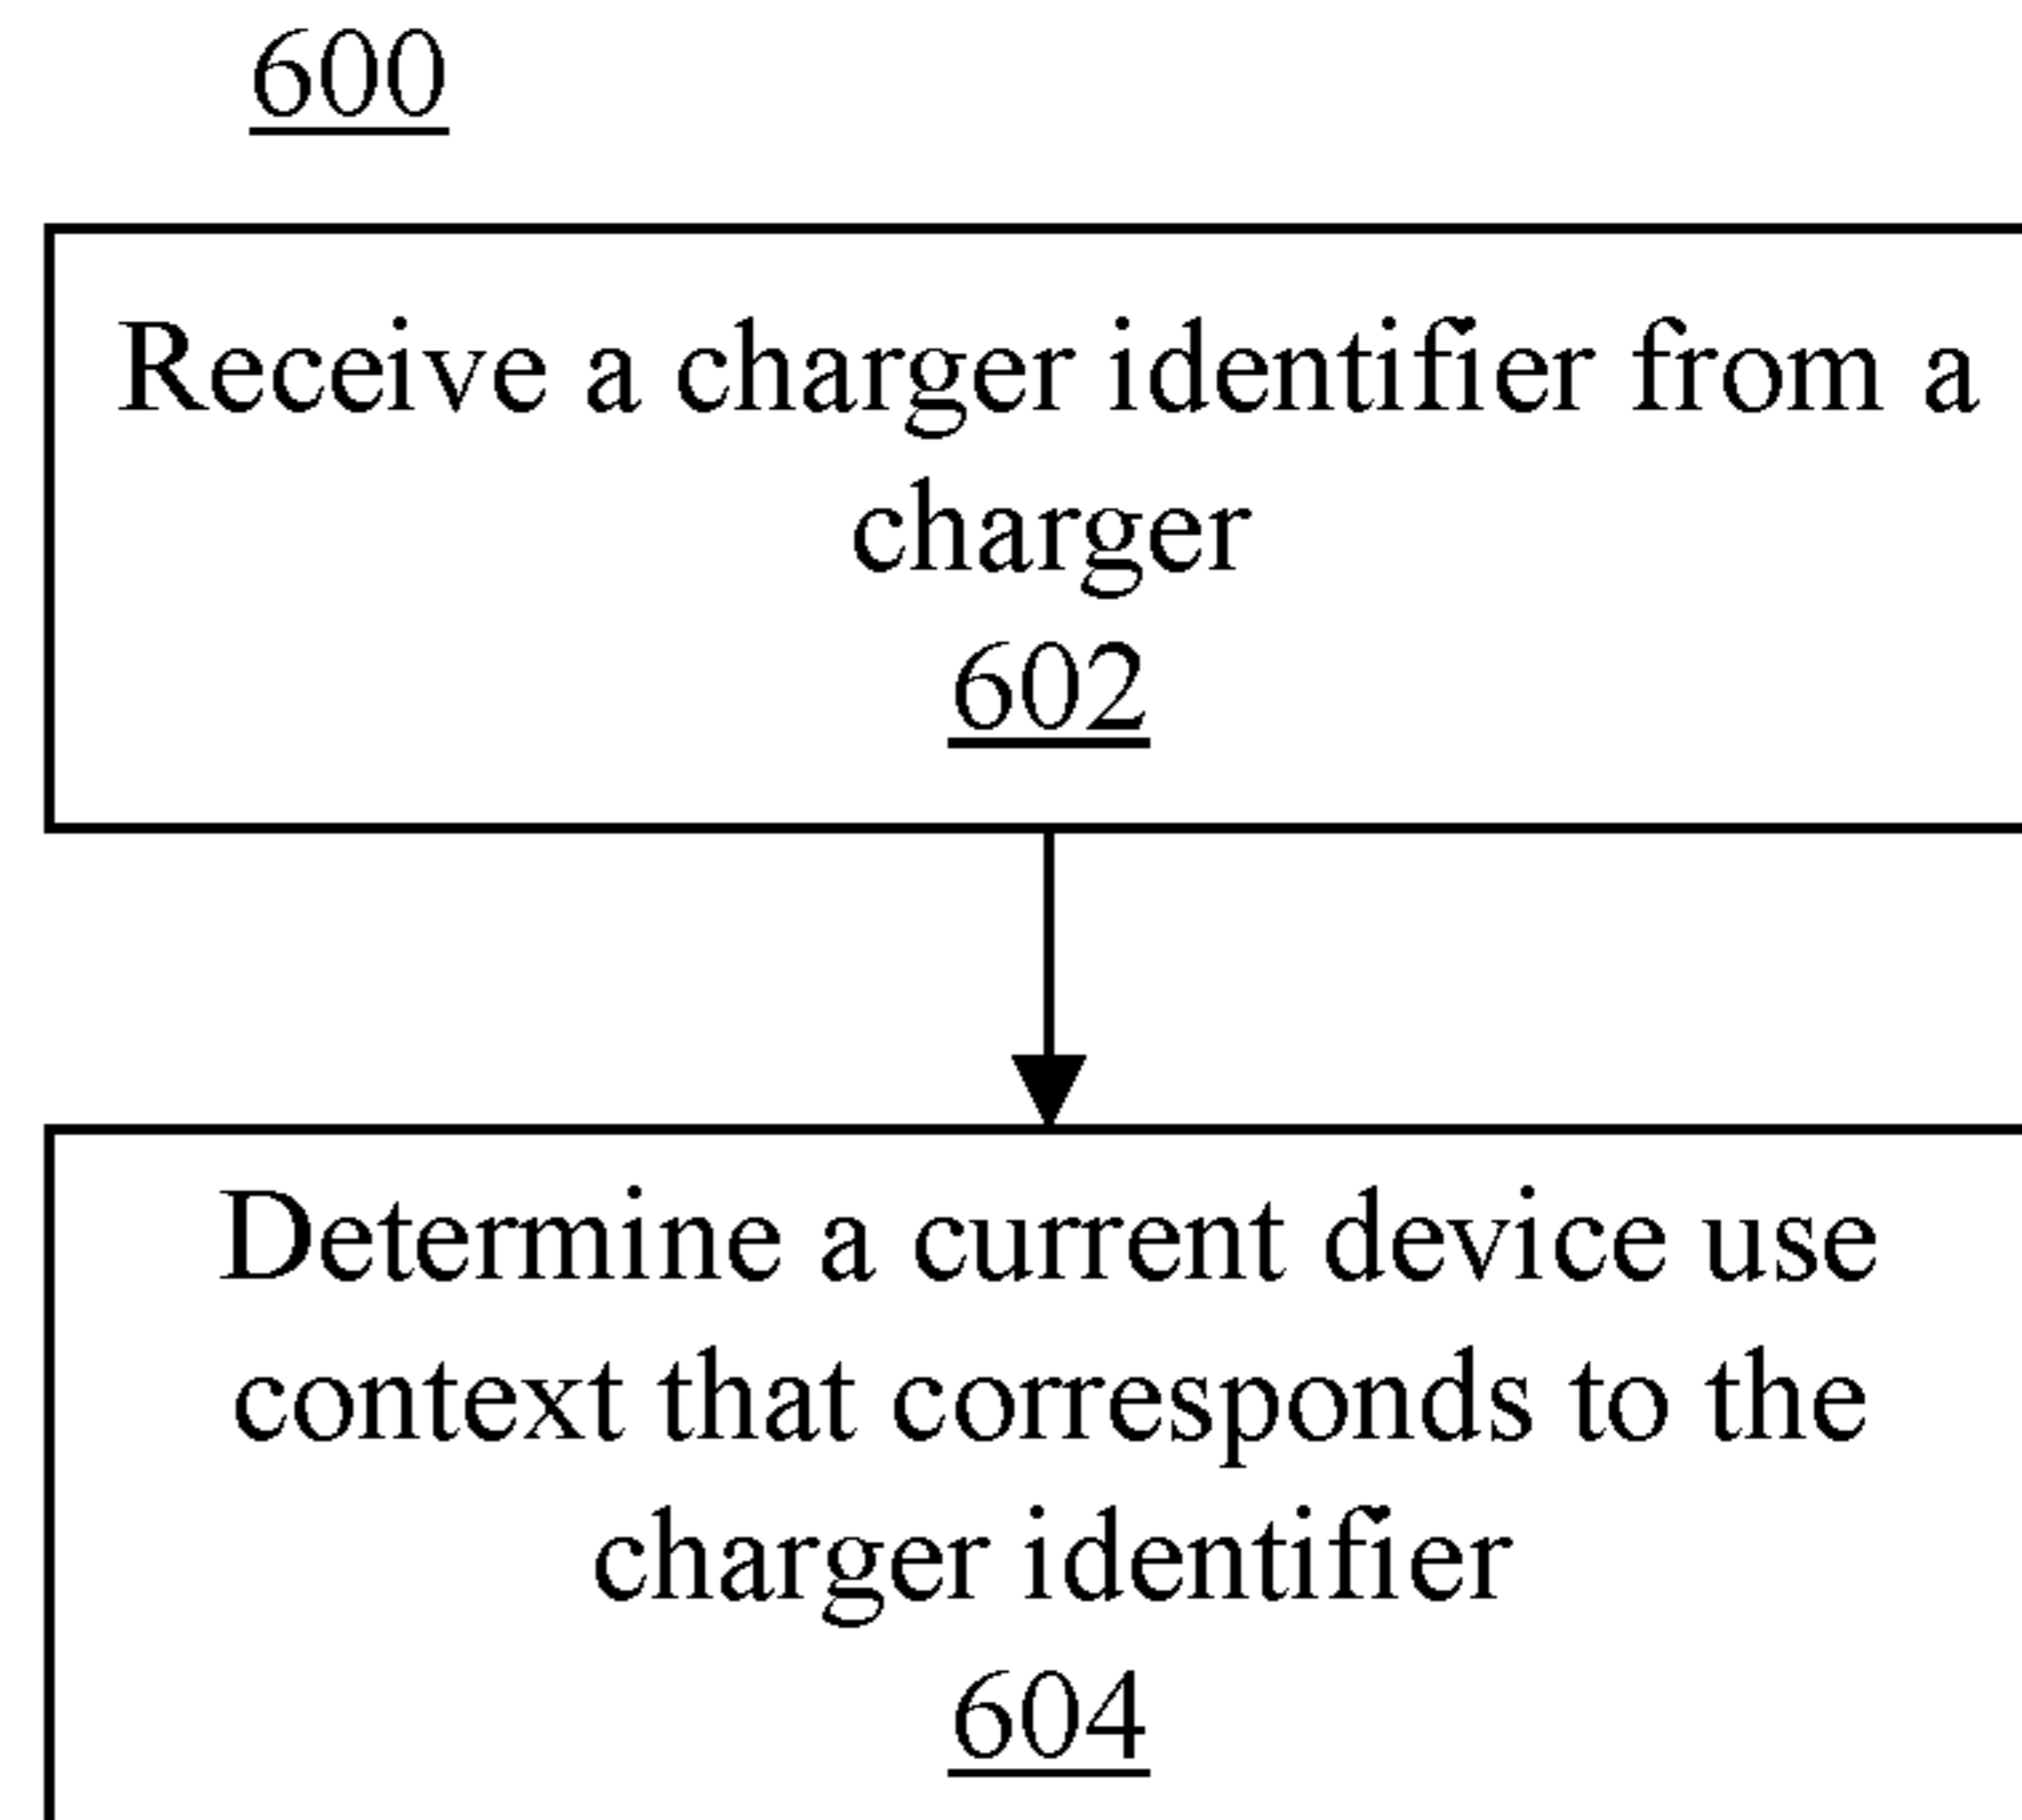 600
Receive a charger identifier from a
charger
602
Determine a current device use
context that corresponds to the
charger identifier
604